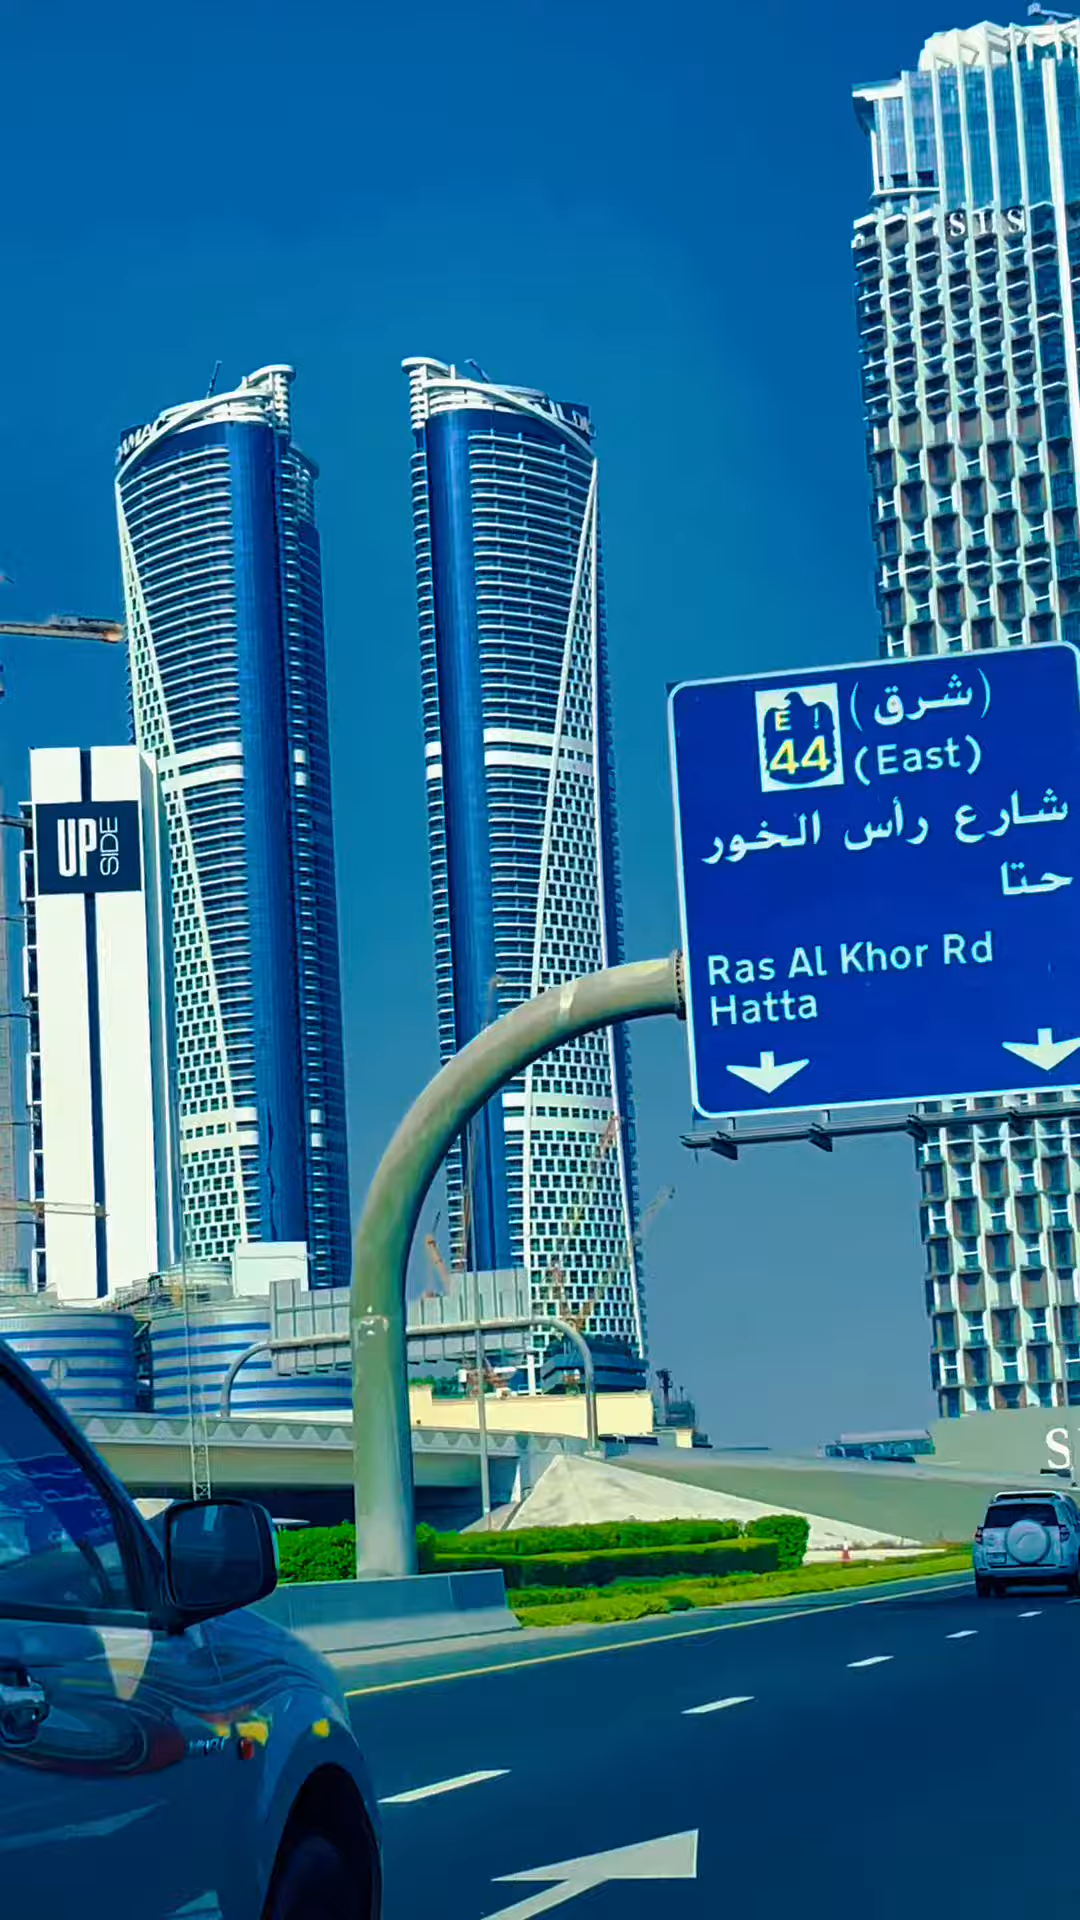 SLS
DAMAC
UP
SIDE
E
44
(شرق)
(East)
شارع رأس الخور
حتا
Ras Al Khor Rd
Hatta
S